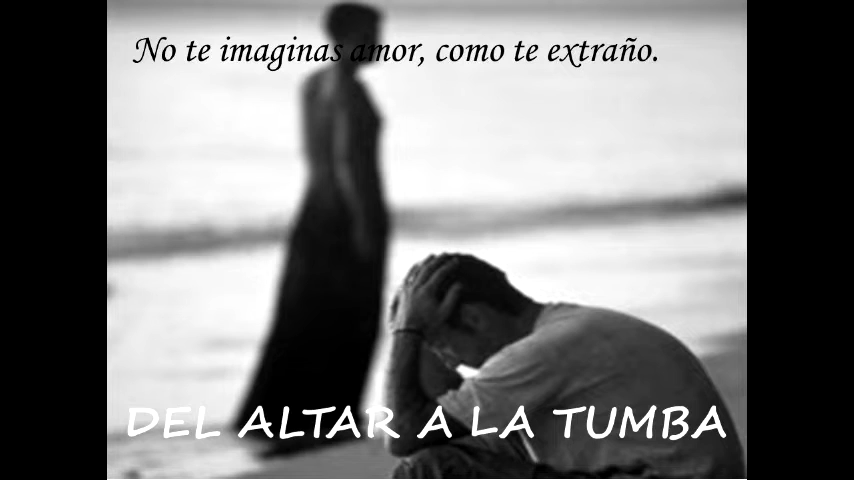 No te imaginas amor, como te extraño.
DEL ALTAR A LA TUMBA